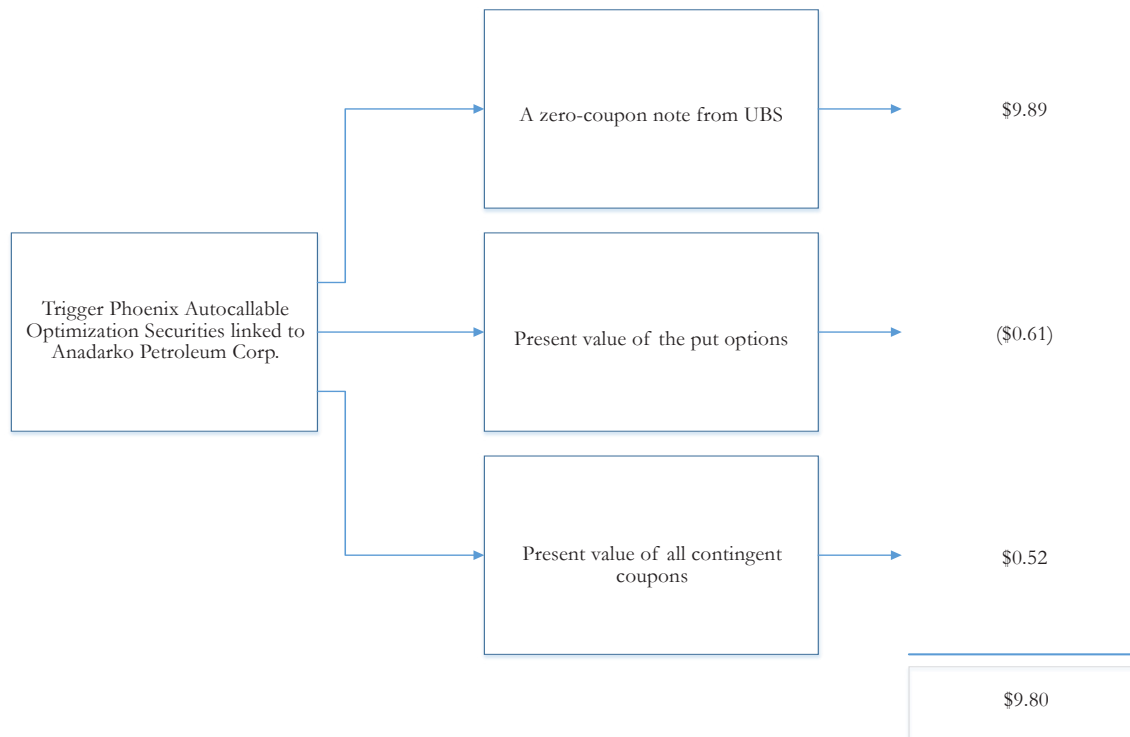 A zero-coupon note from UBS
$9.89
Trigger Phoenix Autocallable
Optimization Securities linked to
Anadarko Petroleum Corp.
Present value of the put options
($0.61)
Present value of all contingent
coupons
$0.52
$9.80